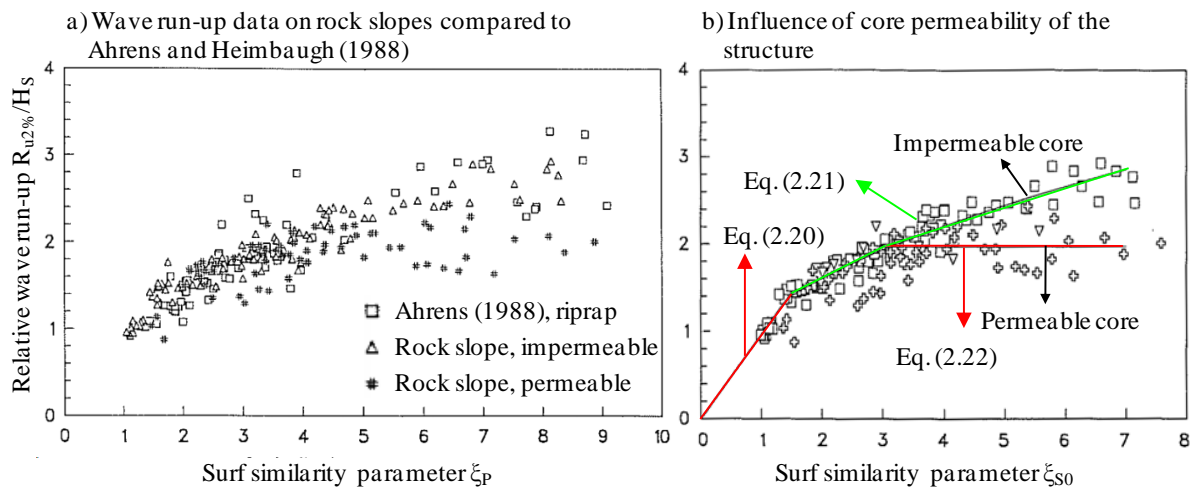 a) Wave run-up data on rock slopes compared to
Ahrens and Heimbaugh (1988)
Relative wave run-up Ru2%/HS
4
3
2
1
0
0 1 2 3 4 5 6 7 8 9 10
Ahrens (1988), riprap
Rock slope, impermeable
Rock slope, permeable
Surf similarity parameter ξP
b) Influence of core permeability of the
structure
4
3
2
1
0
0 1 2 3 4 5 6 7 8
Impermeable core
Eq. (2.21)
Eq. (2.20)
Permeable core
Eq. (2.22)
Surf similarity parameter ξS0